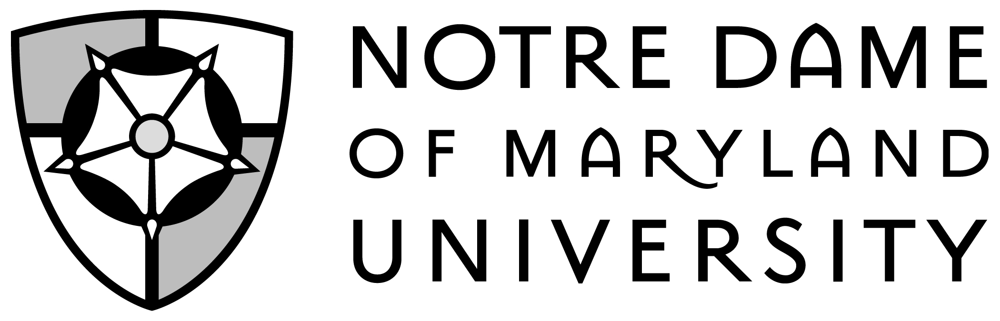 NOTRE DAME
OF MARYLAND
UNIVERSITY